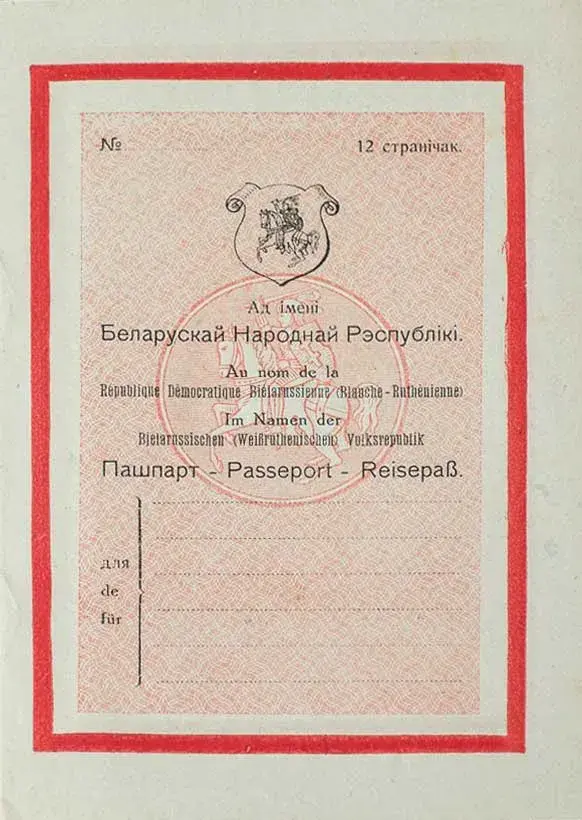 № 12 странічак.
Ад імені
Беларускай Народнай Рэспублікі.
Au nom de la
République Démocratique Biélarussienne (Blanche-Ruthénienne)
Im Namen der
Bjelarussischen (Weißruthenischen) Volksrepublik
Пашпарт - Passeport - Reisepaß.
для
de
für